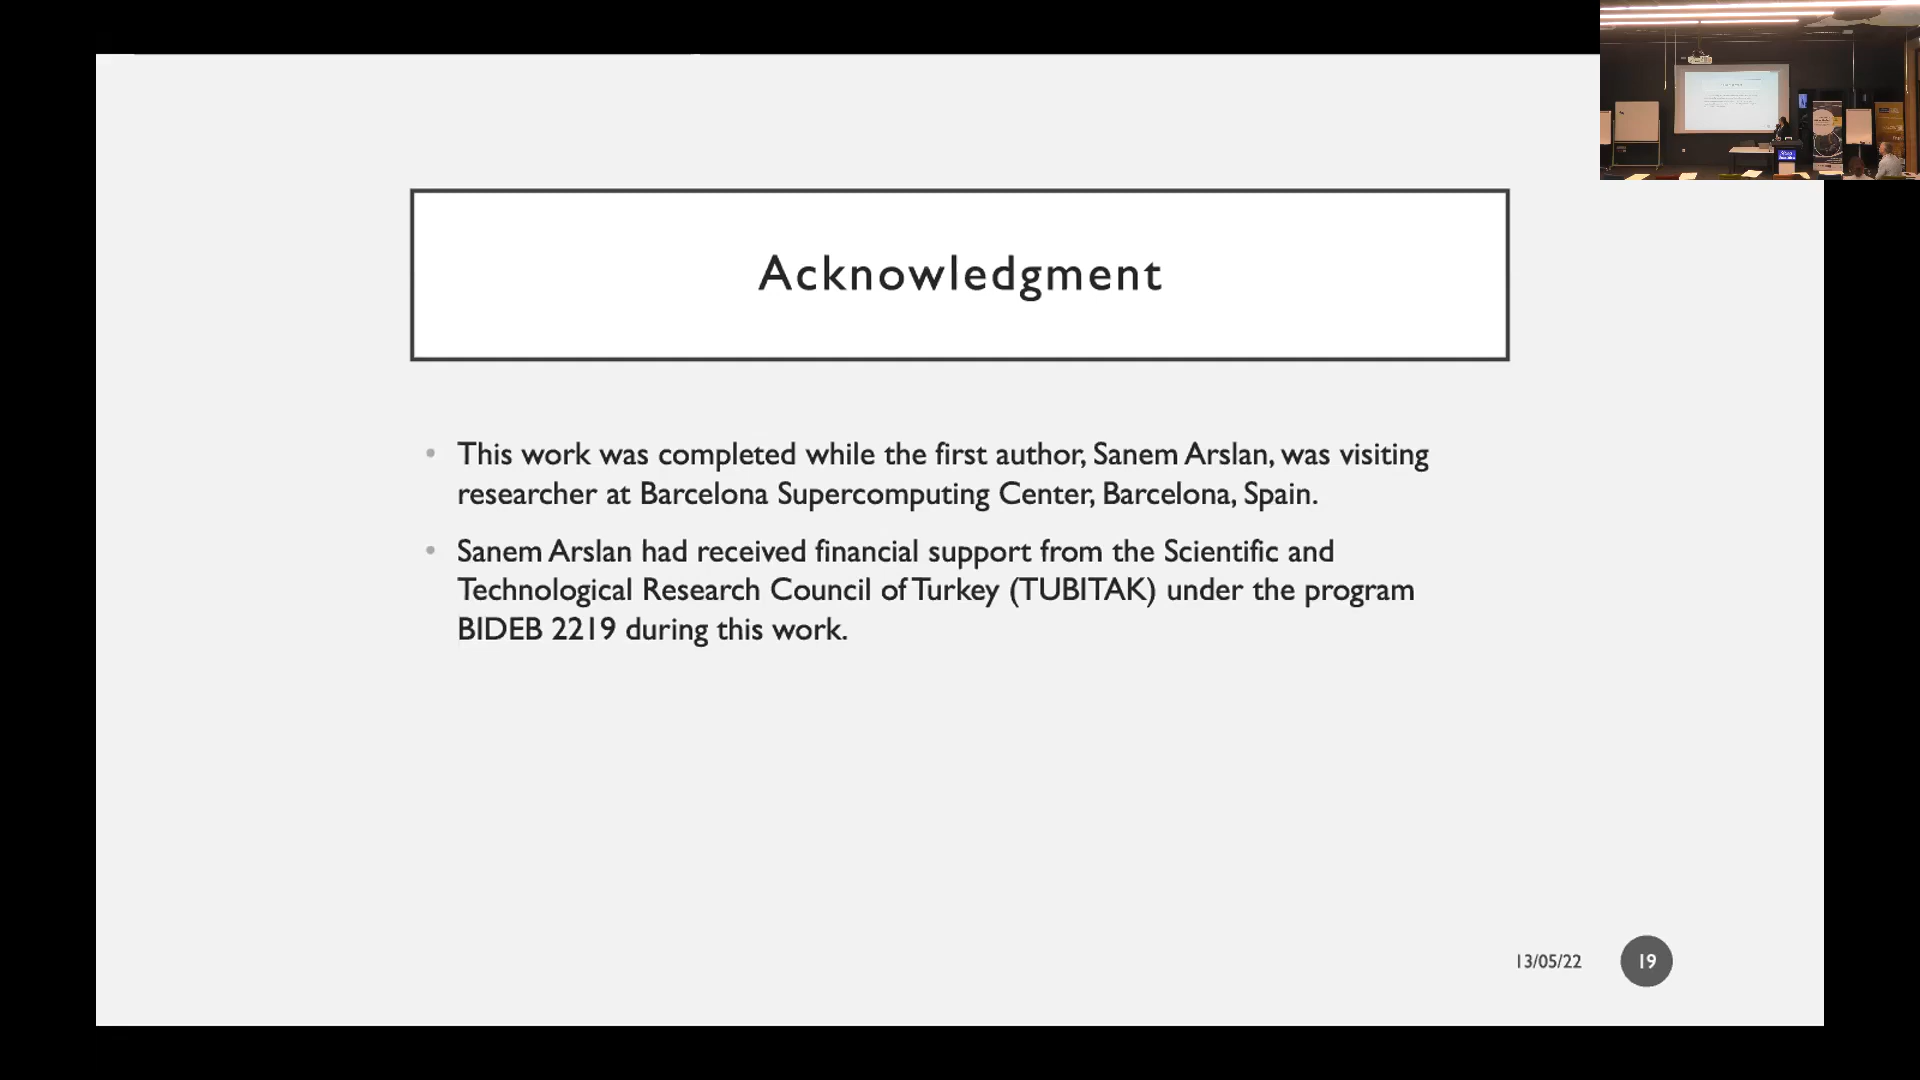 Acknowledgment
• This work was completed while the first author, Sanem Arslan, was visiting
researcher at Barcelona Supercomputing Center, Barcelona, Spain.
• Sanem Arslan had received financial support from the Scientific and
Technological Research Council of Turkey (TUBITAK) under the program
BIDEB 2219 during this work.
13/05/22
19